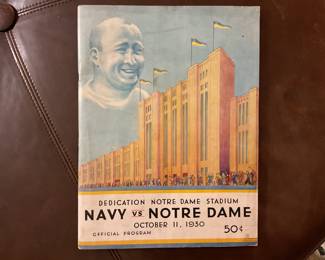 DEDICATION NOTRE DAME STADIUM
NAVY VS NOTRE DAME
OCTOBER 11, 1930
OFFICIAL PROGRAM 50¢